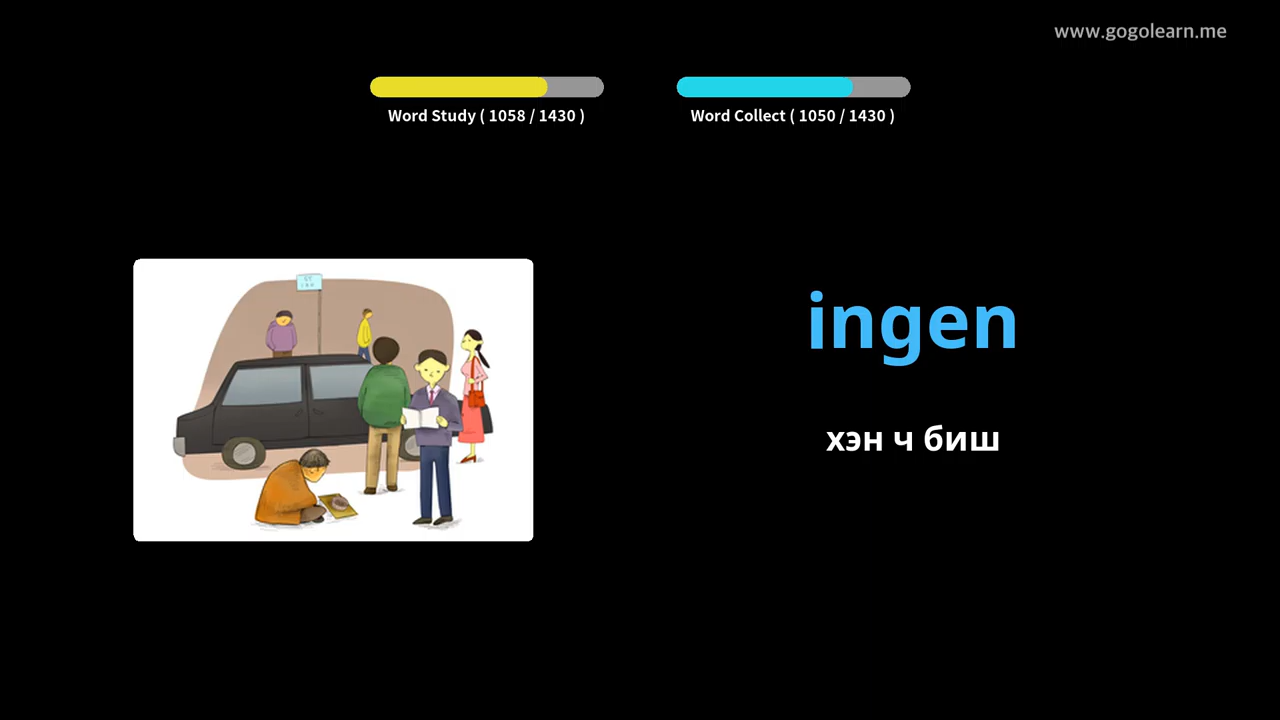 www.gogolearn.me
Word Study ( 1058 / 1430 )
Word Collect ( 1050 / 1430 )
ingen
хэн ч биш